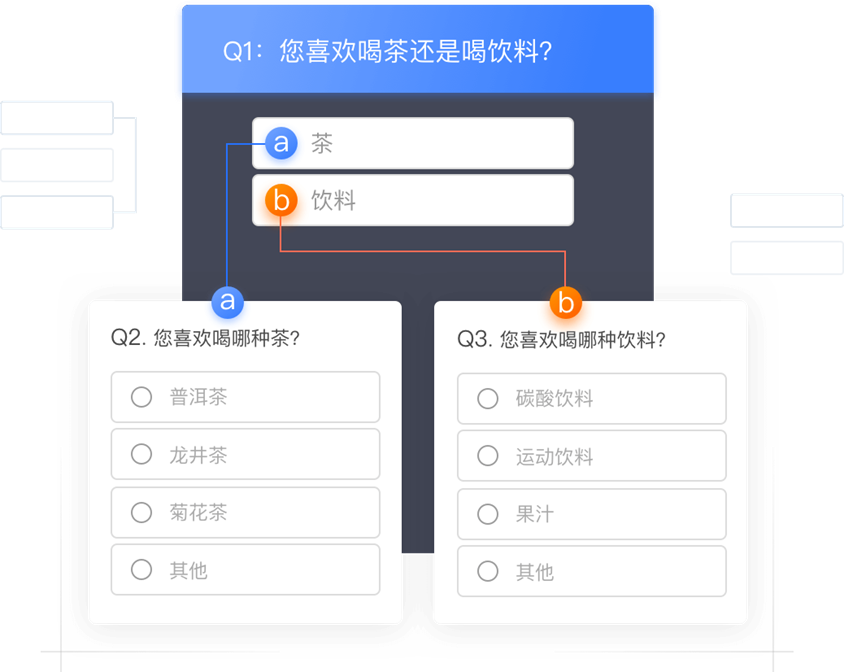 Q1：您喜欢喝茶还是喝饮料?
a 茶
b 饮料
a
Q2. 您喜欢喝哪种茶?
普洱茶
龙井茶
菊花茶
其他
b
Q3. 您喜欢喝哪种饮料?
碳酸饮料
运动饮料
果汁
其他